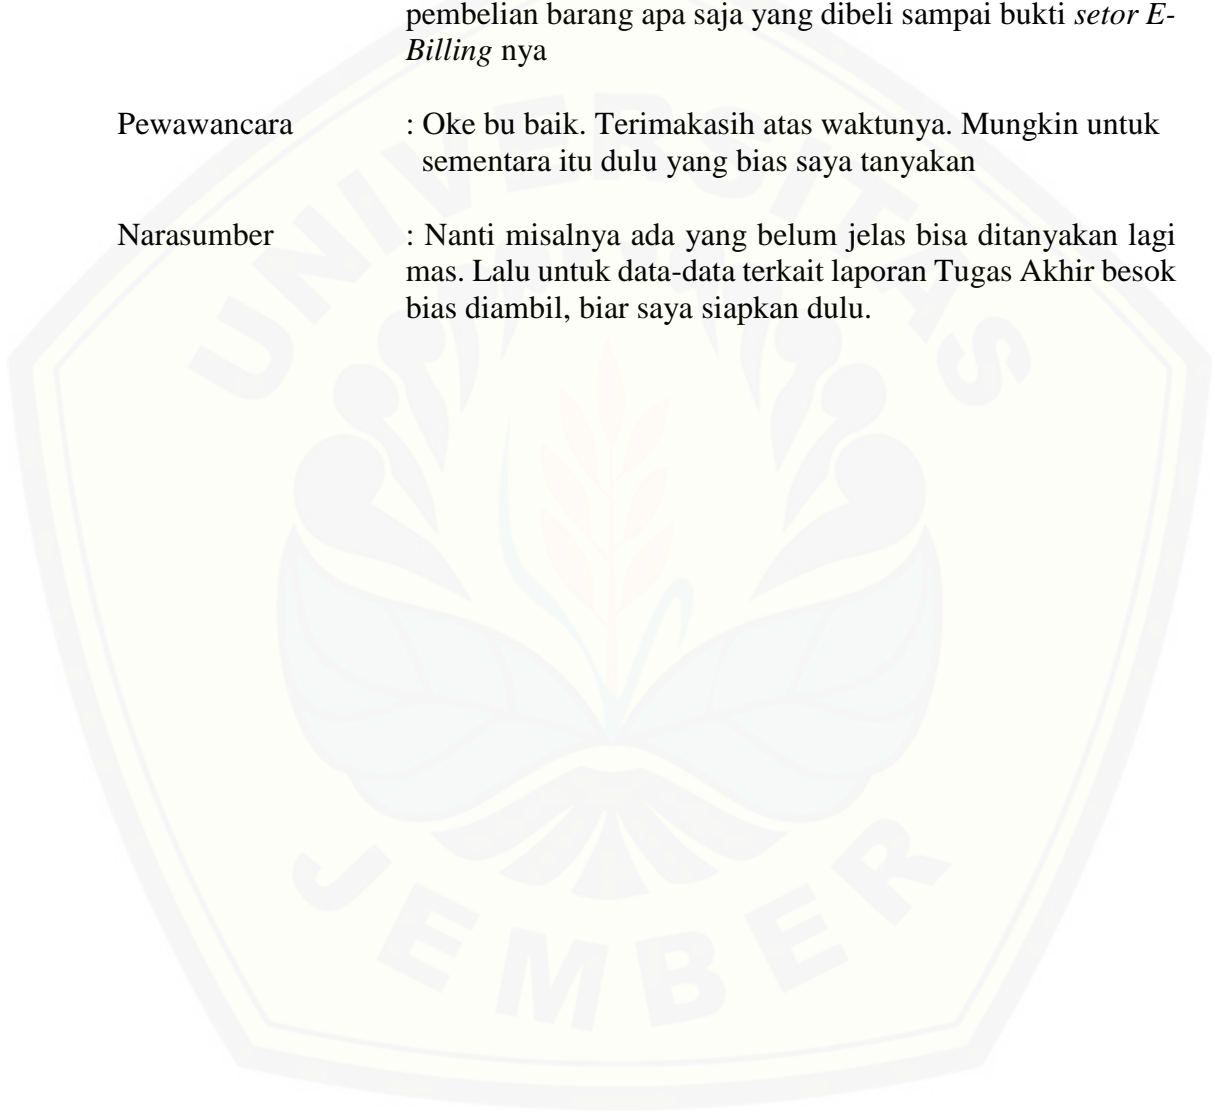 pembelian barang apa saja yang dibeli sampai bukti setor E-
Billing nya
Pewawancara : Oke bu baik. Terimakasih atas waktunya. Mungkin untuk
sementara itu dulu yang bias saya tanyakan
Narasumber : Nanti misalnya ada yang belum jelas bisa ditanyakan lagi
mas. Lalu untuk data-data terkait laporan Tugas Akhir besok
bias diambil, biar saya siapkan dulu.
UNIVERSITAS
JEMBER